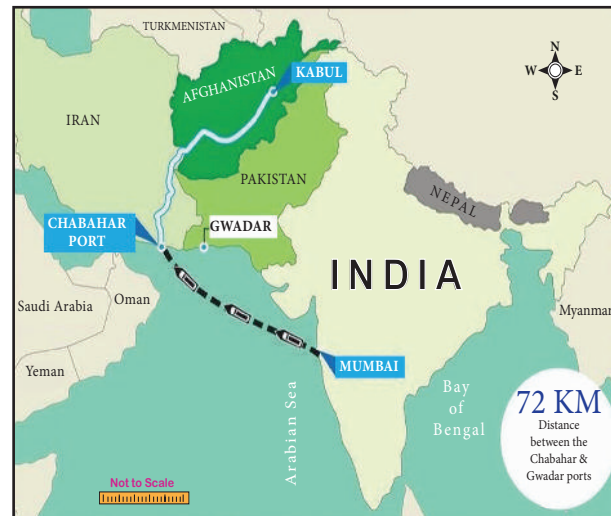 TURKMENISTAN
N
W
E
S
AFGHANISTAN
KABUL
IRAN
PAKISTAN
NEPAL
CHABAHAR
PORT
GWADAR
INDIA
Saudi Arabia
Oman
Myanmar
Yemen
MUMBAI
Arabian Sea
Bay
of
Bengal
72 KM
Distance
between the
Chabahar &
Gwadar ports
Not to Scale